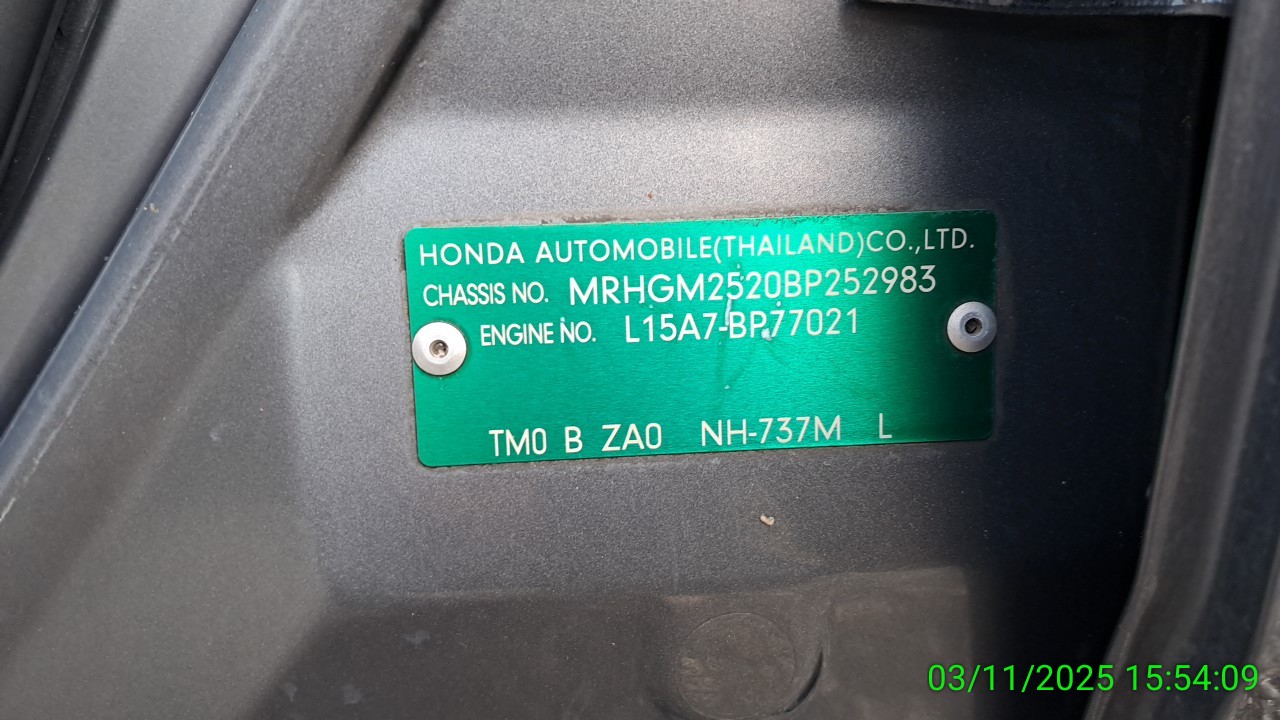 HONDA AUTOMOBILE(THAILAND)CO.,LTD.
CHASSIS NO. MRHGM2520BP252983
ENGINE NO. L15A7-BP77021
TM0 B ZA0 NH-737M L
03/11/2025 15:54:09